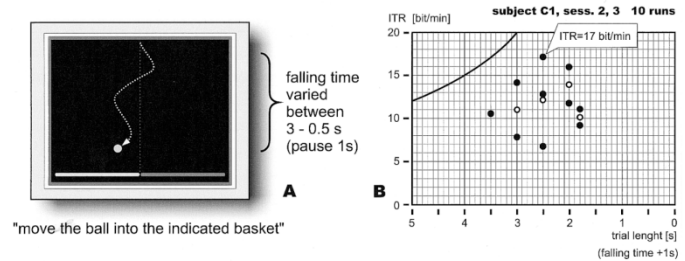 subject C1, sess. 2, 3   10 runs
ITR [bit/min]
ITR=17 bit/min
falling time
varied
between
3 - 0.5 s
(pause 1s)
A
B
20
15
10
5
0
5 4 3 2 1 0
trial lenght [s]
(falling time +1s)
"move the ball into the indicated basket"